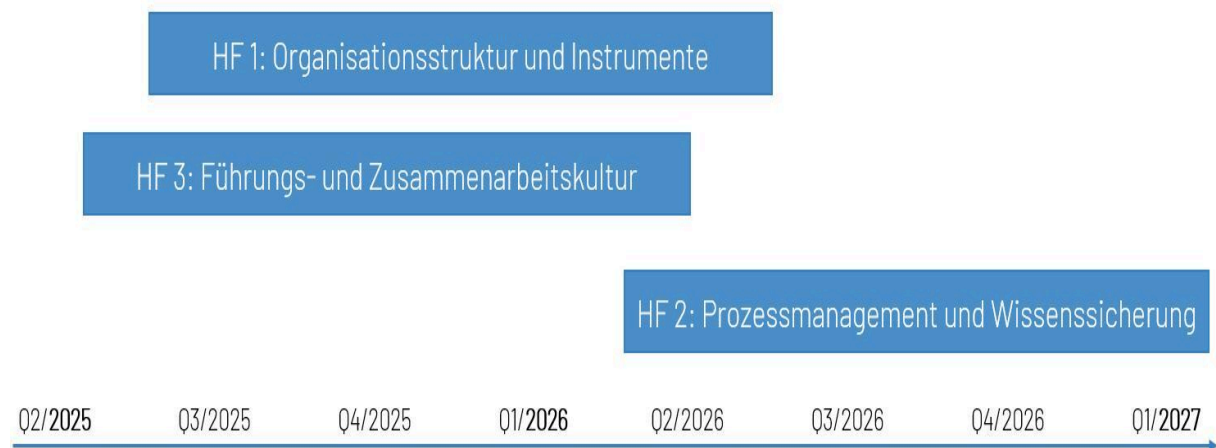 HF 1: Organisationsstruktur und Instrumente
HF 3: Führungs- und Zusammenarbeitskultur
HF 2: Prozessmanagement und Wissenssicherung
Q2/2025 Q3/2025 Q4/2025 Q1/2026 Q2/2026 Q3/2026 Q4/2026 Q1/2027